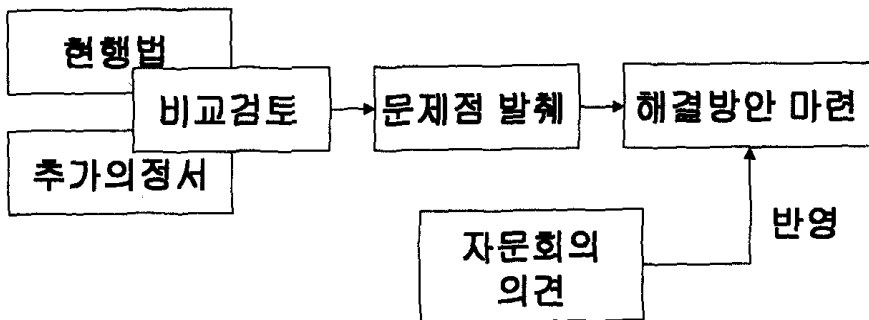 현행법
비교검토
추가의정서
문제점 발췌
해결방안 마련
자문회의
의견
반영